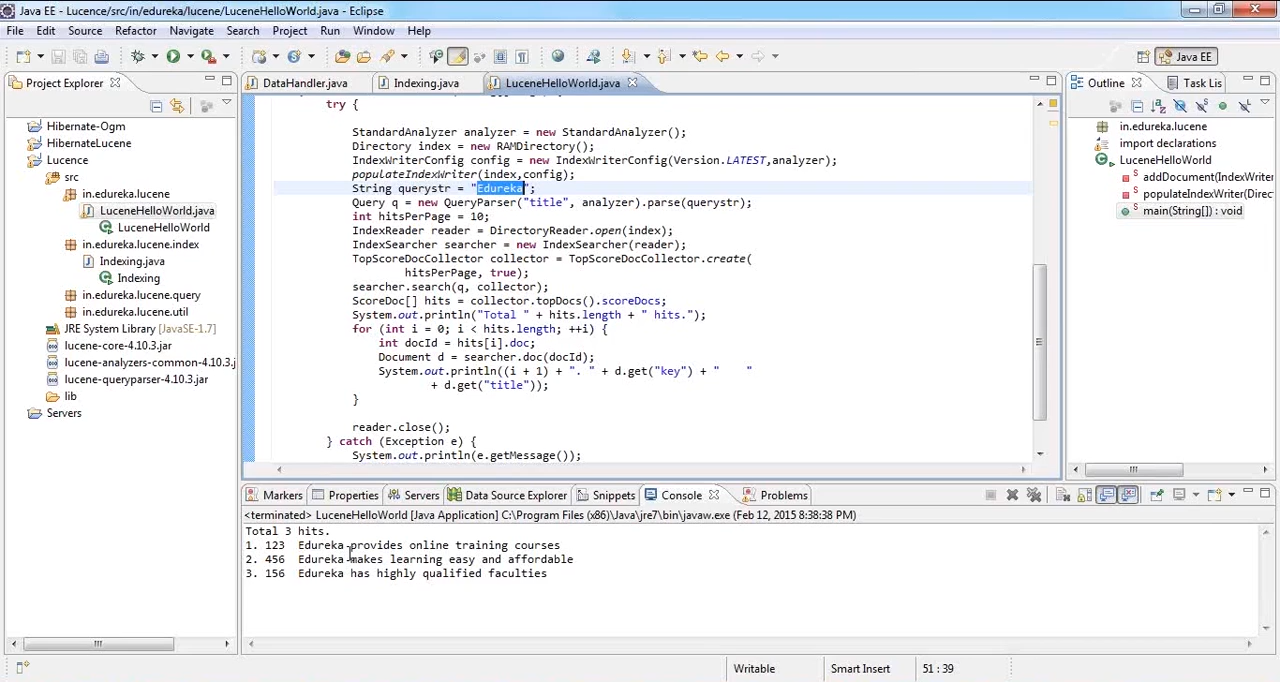 Java EE - Lucence/src/in/edureka/lucene/LuceneHelloWorld.java - Eclipse
File Edit Source Refactor Navigate Search Project Run Window Help
Java EE
Project Explorer
DataHandler.java Indexing.java LuceneHelloWorld.java
Outline Task Lis
Hibernate-Ogm
HibernateLucene
Lucence
src
in.edureka.lucene
LuceneHelloWorld.java
LuceneHelloWorld
in.edureka.lucene.index
Indexing.java
Indexing
in.edureka.lucene.query
in.edureka.lucene.util
JRE System Library [JavaSE-1.7]
lucene-core-4.10.3.jar
lucene-analyzers-common-4.10.3.j
lucene-queryparser-4.10.3.jar
lib
Servers
try {
StandardAnalyzer analyzer = new StandardAnalyzer();
Directory index = new RAMDirectory();
IndexWriterConfig config = new IndexWriterConfig(Version.LATEST,analyzer);
populateIndexWriter(index,config);
String querystr = "Edureka";
Query q = new QueryParser("title", analyzer).parse(querystr);
int hitsPerPage = 10;
IndexReader reader = DirectoryReader.open(index);
IndexSearcher searcher = new IndexSearcher(reader);
TopScoreDocCollector collector = TopScoreDocCollector.create(
hitsPerPage, true);
searcher.search(q, collector);
ScoreDoc[] hits = collector.topDocs().scoreDocs;
System.out.println("Total " + hits.length + " hits.");
for (int i = 0; i < hits.length; ++i) {
int docId = hits[i].doc;
Document d = searcher.doc(docId);
System.out.println((i + 1) + ". " + d.get("key") + "    "
+ d.get("title"));
}
reader.close();
} catch (Exception e) {
System.out.println(e.getMessage());
in.edureka.lucene
import declarations
LuceneHelloWorld
addDocument(IndexWriter
populateIndexWriter(Direc
main(String[]) : void
Markers Properties Servers Data Source Explorer Snippets Console Problems
<terminated> LuceneHelloWorld [Java Application] C:\Program Files (x86)\Java\jre7\bin\javaw.exe (Feb 12, 2015 8:38:38 PM)
Total 3 hits.
1. 123 Edureka provides online training courses
2. 456 Edureka makes learning easy and affordable
3. 156 Edureka has highly qualified faculties
Writable Smart Insert 51 : 39